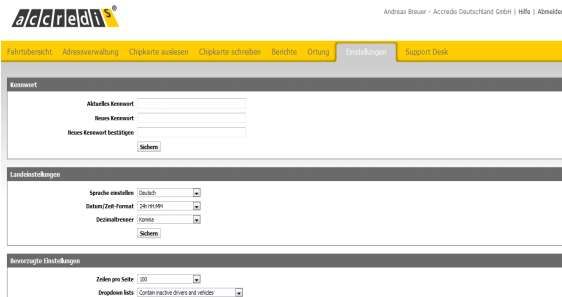 accredis®
Andreas Breuer - Accredis Deutschland GmbH | Hilfe | Abmelden
Fahrtübersicht Adressverwaltung Chipkarte auslesen Chipkarte schreiben Berichte Ortung Einstellungen Support Desk
Kennwort
Aktuelles Kennwort
Neues Kennwort
Neues Kennwort bestätigen
Sichern
Landeinstellungen
Sprache einstellen Deutsch
Datum/Zeit-Format 24h HH:MM
Dezimaltrenner Komma
Sichern
Bevorzugte Einstellungen
Zeilen pro Seite 100
Dropdown lists Contain inactive drivers and vehicles